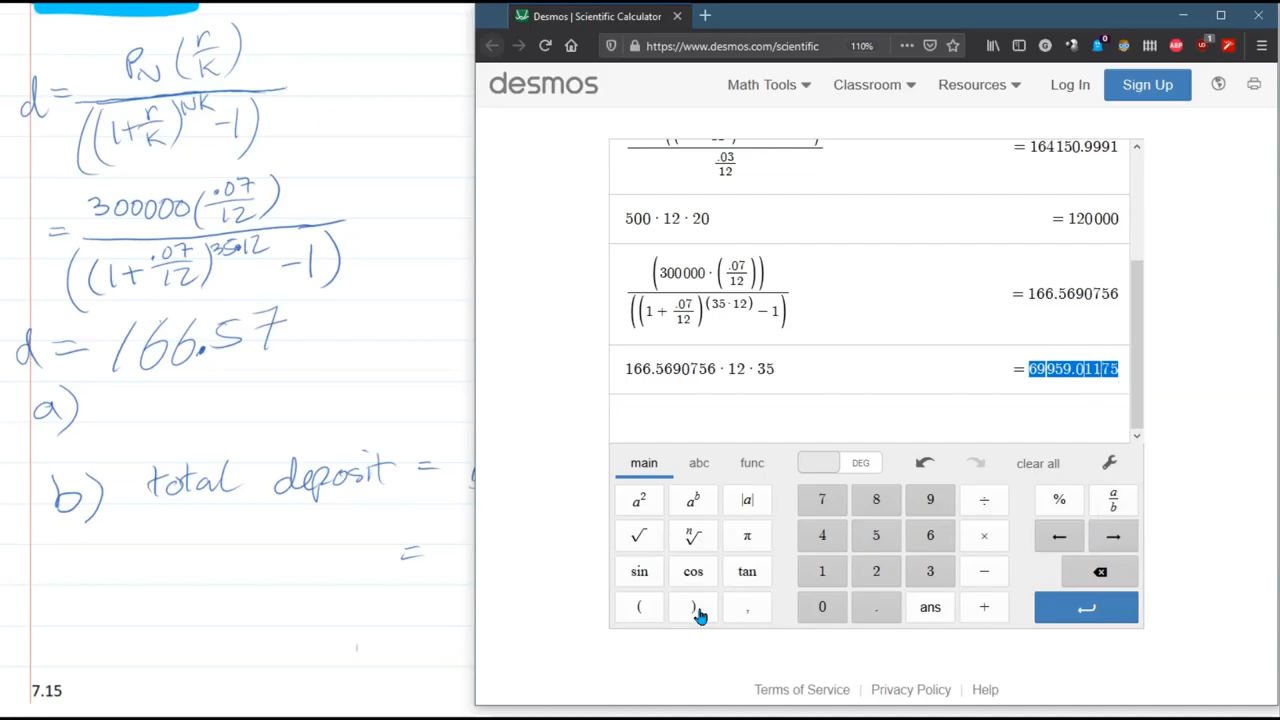 d = P_N (r/k) / ((1 + r/k)^{NK} - 1)
= 300000 (.07/12) / ((1 + .07/12)^{35·12} - 1)
d = 166.57
a)
b) total deposit =
=
7.15
Desmos | Scientific Calculator
https://www.desmos.com/scientific
110%
desmos
Math Tools
Classroom
Resources
Log In
Sign Up
.03/12
= 164150.9991
500 · 12 · 20
= 120000
(300000 · (.07/12)) / ((1 + .07/12)^(35·12) - 1)
= 166.5690756
166.5690756 · 12 · 35
= 69959.01175
main abc func DEG clear all
a² a^b |a| 7 8 9 ÷ % a/b
√ ⁿ√ π 4 5 6 × ← →
sin cos tan 1 2 3 −
( ) , 0 . ans +
Terms of Service | Privacy Policy | Help